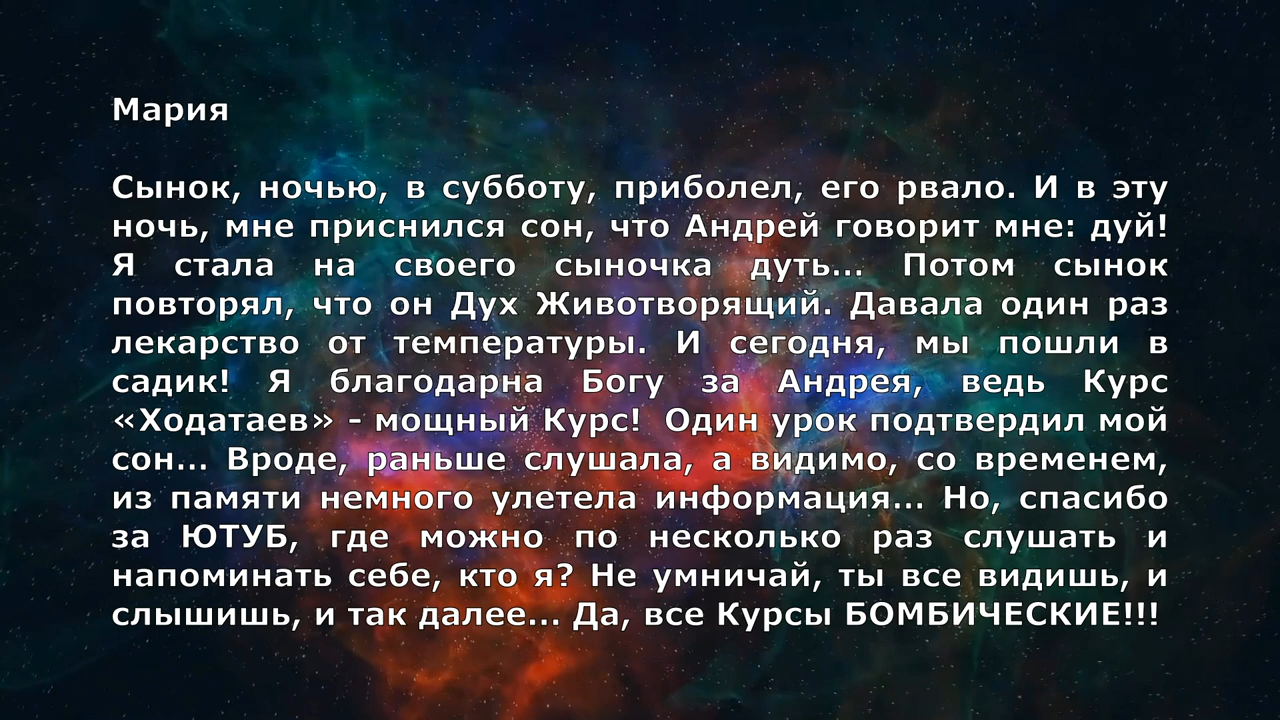 Мария
Сынок, ночью, в субботу, приболел, его рвало. И в эту
ночь, мне приснился сон, что Андрей говорит мне: дуй!
Я стала на своего сыночка дуть... Потом сынок
повторял, что он Дух Животворящий. Давала один раз
лекарство от температуры. И сегодня, мы пошли в
садик! Я благодарна Богу за Андрея, ведь Курс
«Ходатаев» - мощный Курс!  Один урок подтвердил мой
сон... Вроде, раньше слушала, а видимо, со временем,
из памяти немного улетела информация... Но, спасибо
за ЮТУБ, где можно по несколько раз слушать и
напоминать себе, кто я? Не умничай, ты все видишь, и
слышишь, и так далее... Да, все Курсы БОМБИЧЕСКИЕ!!!